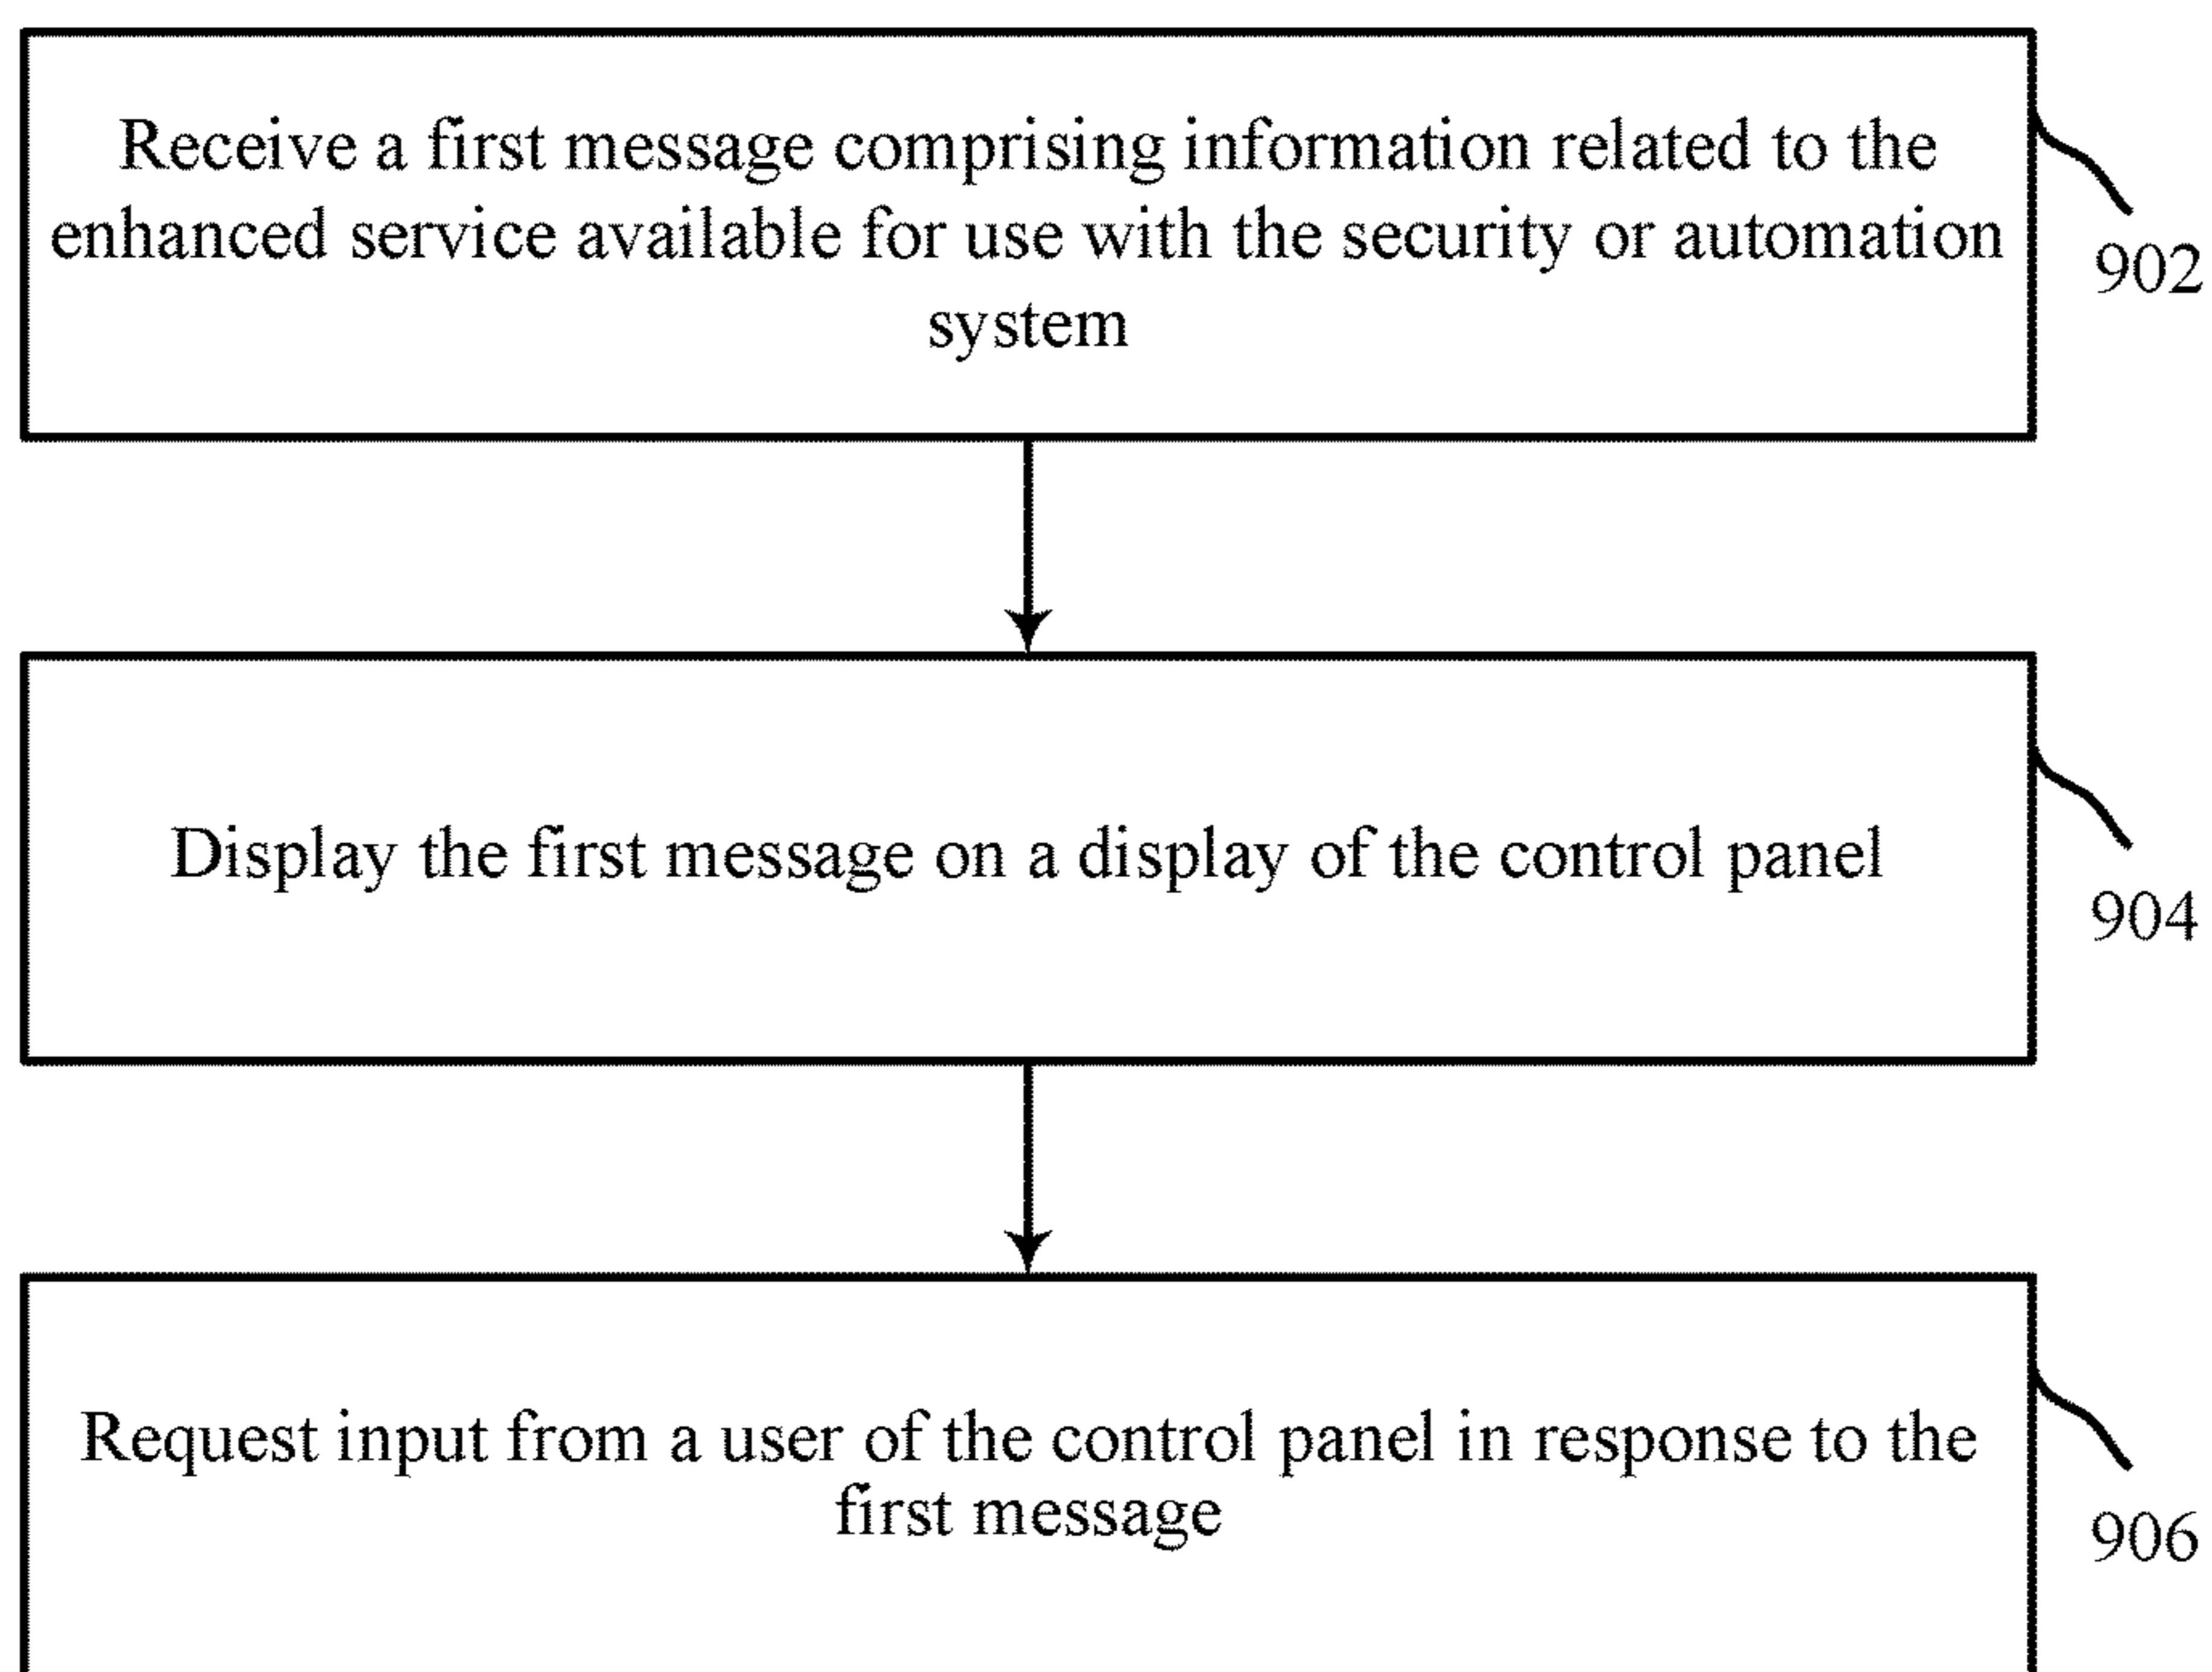 Receive a first message comprising information related to the
enhanced service available for use with the security or automation
system
902
Display the first message on a display of the control panel
904
Request input from a user of the control panel in response to the
first message
906